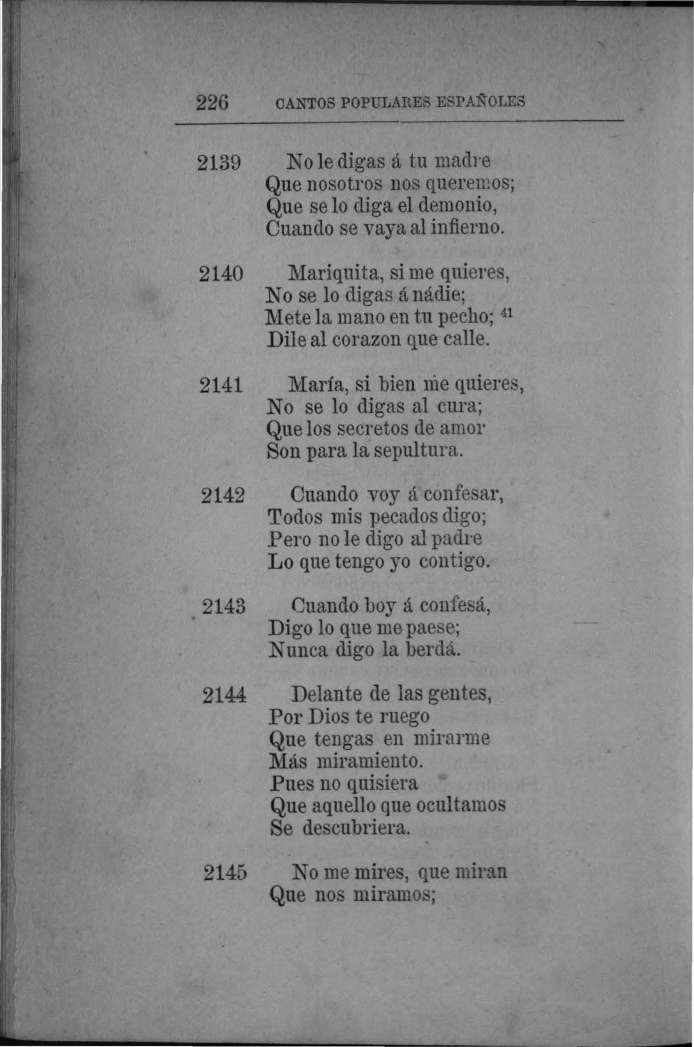 226 CANTOS POPULARES ESPAÑOLES
2139 No le digas á tu madre
Que nosotros nos queremos;
Que se lo diga el demonio,
Cuando se vaya al infierno.
2140 Mariquita, si me quieres,
No se lo digas á nádie;
Mete la mano en tu pecho; 41
Dile al corazon que calle.
2141 María, si bien me quieres,
No se lo digas al cura;
Que los secretos de amor
Son para la sepultura.
2142 Cuando voy á confesar,
Todos mis pecados digo;
Pero no le digo al padre
Lo que tengo yo contigo.
2143 Cuando boy á confesá,
Digo lo que me paese;
Nunca digo la berdá.
2144 Delante de las gentes,
Por Dios te ruego
Que tengas en mirarme
Más miramiento.
Pues no quisiera
Que aquello que ocultamos
Se descubriera.
2145 No me mires, que miran
Que nos miramos;